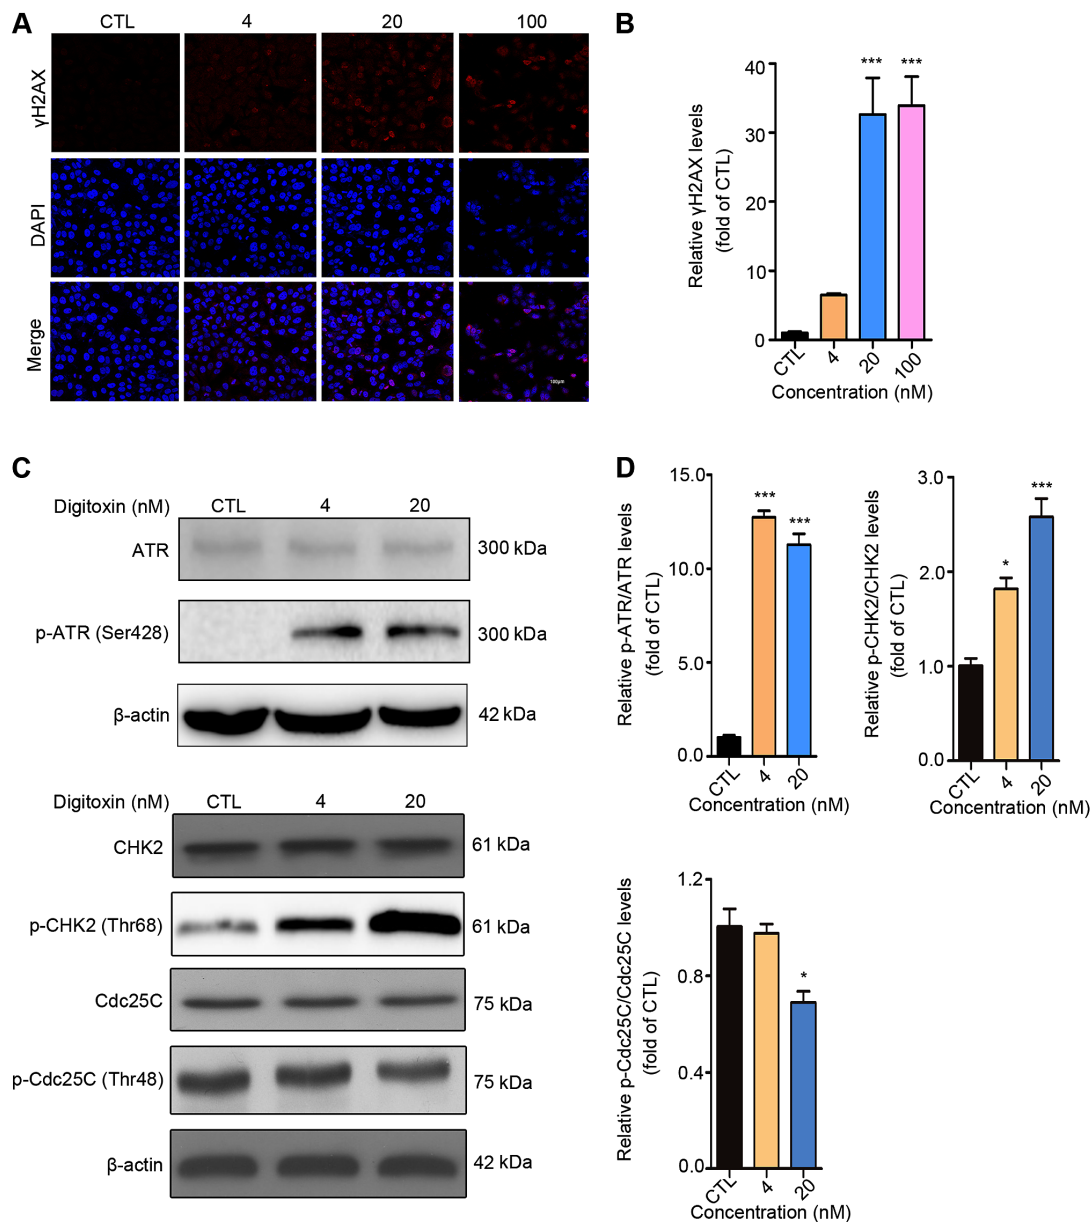 A
CTL 4 20 100
γH2AX
DAPI
Merge
100μm
B
Relative γH2AX levels
(fold of CTL)
40
30
20
10
0
***
***
CTL 4 20 100
Concentration (nM)
C
Digitoxin (nM) CTL 4 20
ATR 300 kDa
p-ATR (Ser428) 300 kDa
β-actin 42 kDa
Digitoxin (nM) CTL 4 20
CHK2 61 kDa
p-CHK2 (Thr68) 61 kDa
Cdc25C 75 kDa
p-Cdc25C (Thr48) 75 kDa
β-actin 42 kDa
D
Relative p-ATR/ATR levels
(fold of CTL)
15.0
10.0
5.0
0.0
***
***
CTL 4 20
Concentration (nM)
Relative p-CHK2/CHK2 levels
(fold of CTL)
3.0
2.0
1.0
0.0
*
***
CTL 4 20
Concentration (nM)
Relative p-Cdc25C/Cdc25C levels
(fold of CTL)
1.2
0.8
0.4
0.0
*
CTL 4 20
Concentration (nM)